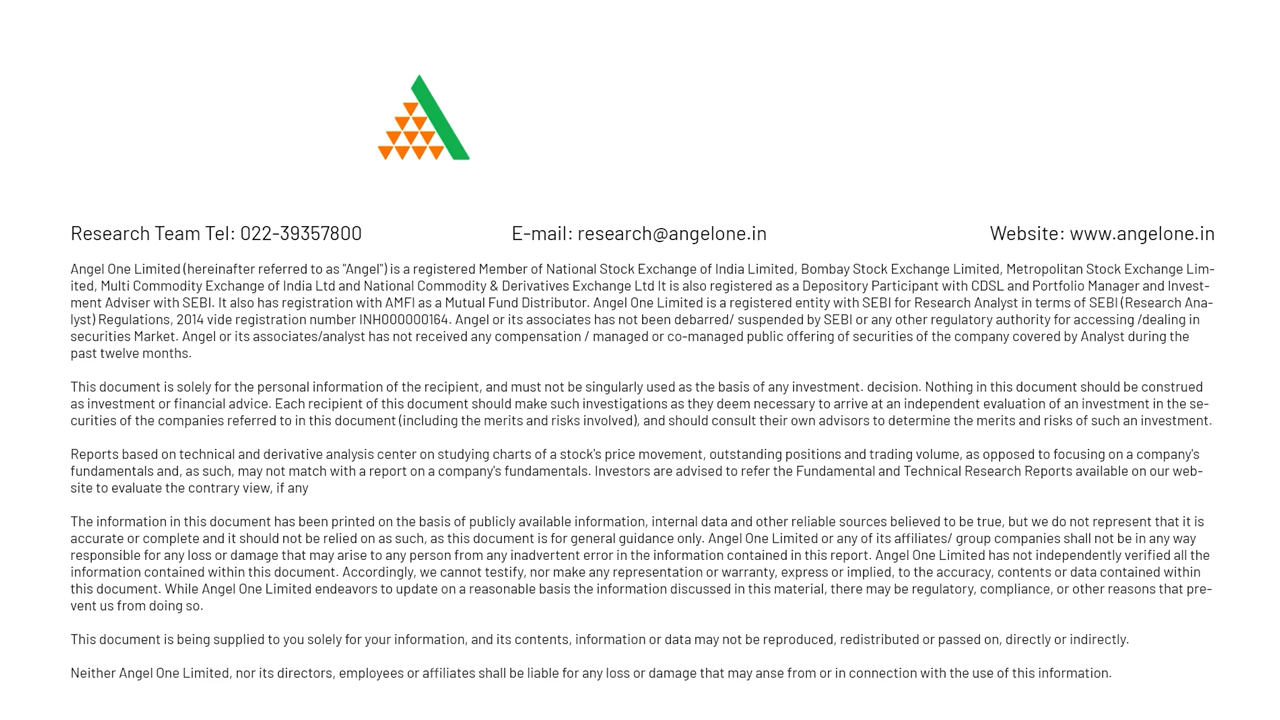 Research Team Tel: 022-39357800
E-mail: research@angelone.in
Website: www.angelone.in
Angel One Limited (hereinafter referred to as "Angel") is a registered Member of National Stock Exchange of India Limited, Bombay Stock Exchange Limited, Metropolitan Stock Exchange Lim-
ited, Multi Commodity Exchange of India Ltd and National Commodity & Derivatives Exchange Ltd It is also registered as a Depository Participant with CDSL and Portfolio Manager and Invest-
ment Adviser with SEBI. It also has registration with AMFI as a Mutual Fund Distributor. Angel One Limited is a registered entity with SEBI for Research Analyst in terms of SEBI (Research Ana-
lyst) Regulations, 2014 vide registration number INH000000164. Angel or its associates has not been debarred/ suspended by SEBI or any other regulatory authority for accessing /dealing in
securities Market. Angel or its associates/analyst has not received any compensation / managed or co-managed public offering of securities of the company covered by Analyst during the
past twelve months.
This document is solely for the personal information of the recipient, and must not be singularly used as the basis of any investment. decision. Nothing in this document should be construed
as investment or financial advice. Each recipient of this document should make such investigations as they deem necessary to arrive at an independent evaluation of an investment in the se-
curities of the companies referred to in this document (including the merits and risks involved), and should consult their own advisors to determine the merits and risks of such an investment.
Reports based on technical and derivative analysis center on studying charts of a stock's price movement, outstanding positions and trading volume, as opposed to focusing on a company's
fundamentals and, as such, may not match with a report on a company's fundamentals. Investors are advised to refer the Fundamental and Technical Research Reports available on our web-
site to evaluate the contrary view, if any
The information in this document has been printed on the basis of publicly available information, internal data and other reliable sources believed to be true, but we do not represent that it is
accurate or complete and it should not be relied on as such, as this document is for general guidance only. Angel One Limited or any of its affiliates/ group companies shall not be in any way
responsible for any loss or damage that may arise to any person from any inadvertent error in the information contained in this report. Angel One Limited has not independently verified all the
information contained within this document. Accordingly, we cannot testify, nor make any representation or warranty, express or implied, to the accuracy, contents or data contained within
this document. While Angel One Limited endeavors to update on a reasonable basis the information discussed in this material, there may be regulatory, compliance, or other reasons that pre-
vent us from doing so.
This document is being supplied to you solely for your information, and its contents, information or data may not be reproduced, redistributed or passed on, directly or indirectly.
Neither Angel One Limited, nor its directors, employees or affiliates shall be liable for any loss or damage that may anse from or in connection with the use of this information.